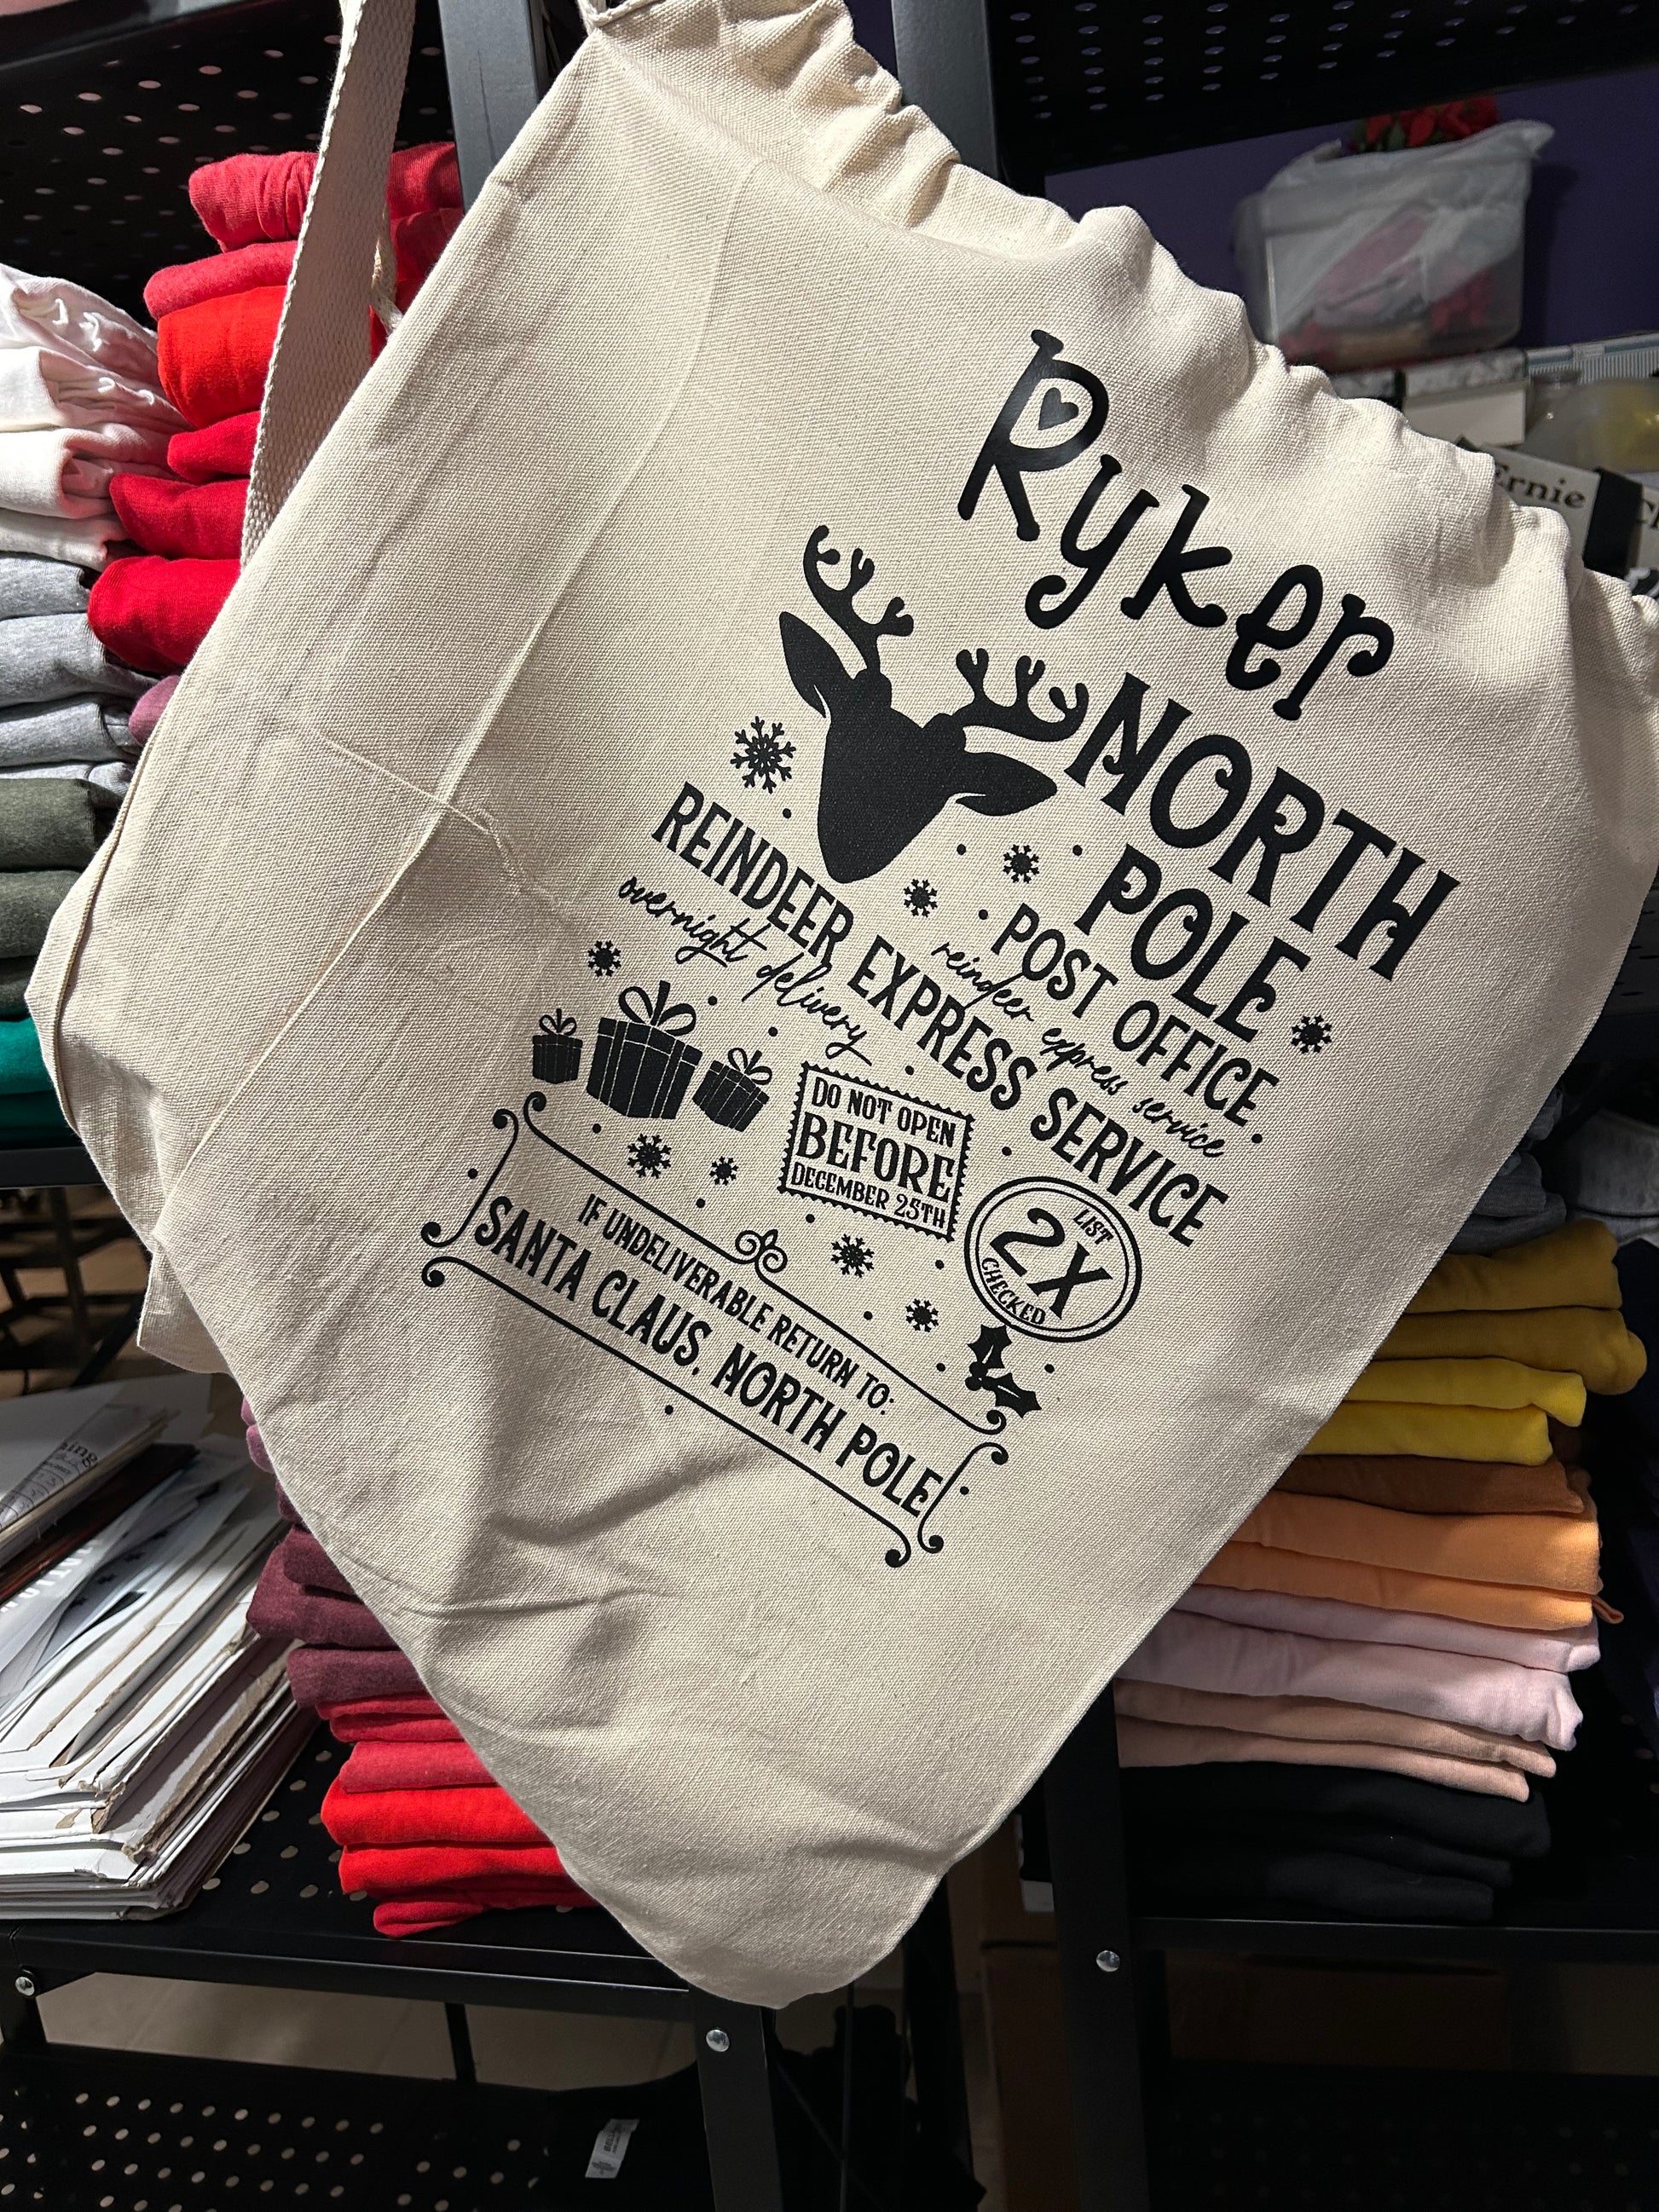 Ryker
NORTH
POLE
POST OFFICE
reindeer express service
REINDEER EXPRESS SERVICE
overnight delivery
DO NOT OPEN
BEFORE
DECEMBER 25TH
LIST
2X
CHECKED
IF UNDELIVERABLE RETURN TO:
SANTA CLAUS, NORTH POLE
Ernie